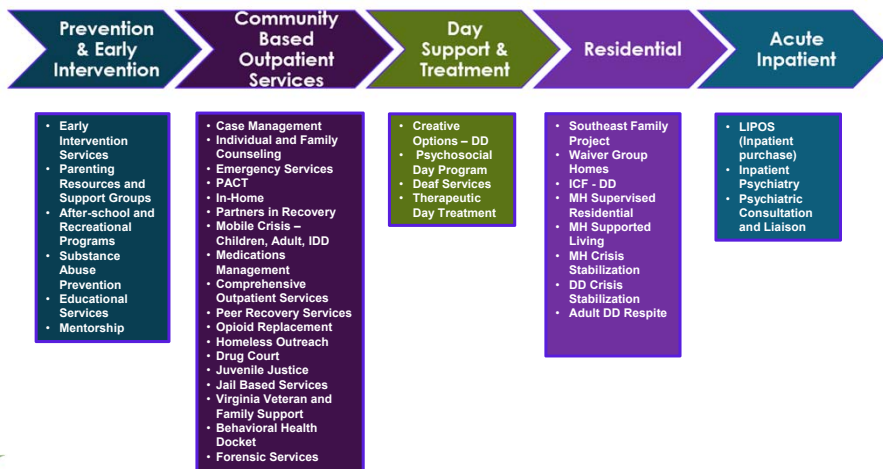 Prevention
& Early
Intervention
Community
Based
Outpatient
Services
Day
Support &
Treatment
Residential
Acute
Inpatient
• Early
Intervention
Services
• Parenting
Resources and
Support Groups
• After-school and
Recreational
Programs
• Substance
Abuse
Prevention
• Educational
Services
• Mentorship
• Case Management
• Individual and Family
Counseling
• Emergency Services
• PACT
• In-Home
• Partners in Recovery
• Mobile Crisis –
Children, Adult, IDD
• Medications
Management
• Comprehensive
Outpatient Services
• Peer Recovery Services
• Opioid Replacement
• Homeless Outreach
• Drug Court
• Juvenile Justice
• Jail Based Services
• Virginia Veteran and
Family Support
• Behavioral Health
Docket
• Forensic Services
• Creative
Options – DD
• Psychosocial
Day Program
• Deaf Services
• Therapeutic
Day Treatment
• Southeast Family
Project
• Waiver Group
Homes
• ICF - DD
• MH Supervised
Residential
• MH Supported
Living
• MH Crisis
Stabilization
• DD Crisis
Stabilization
• Adult DD Respite
• LIPOS
(Inpatient
purchase)
• Inpatient
Psychiatry
• Psychiatric
Consultation
and Liaison